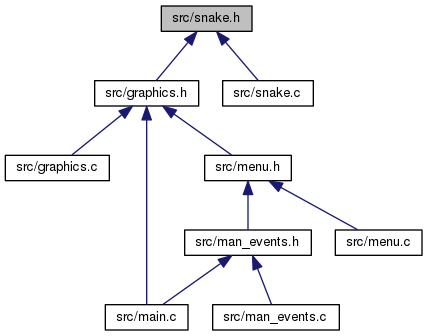 src/snake.h
src/graphics.h
src/snake.c
src/graphics.c
src/menu.h
src/man_events.h
src/menu.c
src/main.c
src/man_events.c